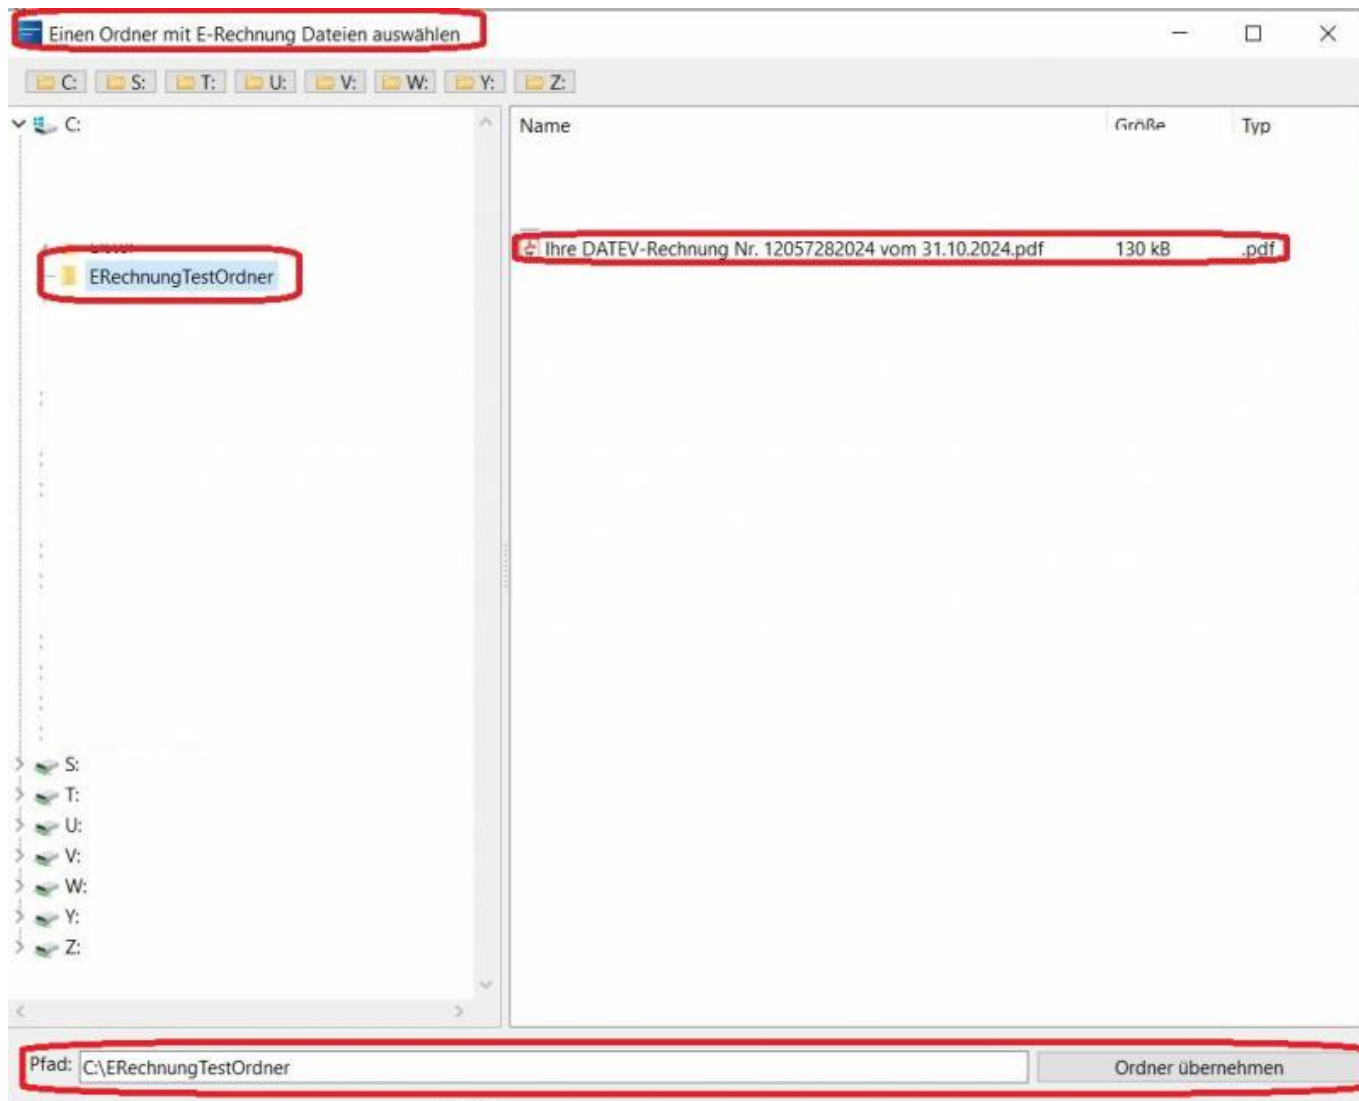 Einen Ordner mit E-Rechnung Dateien auswählen
C: S: T: U: V: W: Y: Z:
C:
Name Größe Typ
Ihre DATEV-Rechnung Nr. 12057282024 vom 31.10.2024.pdf 130 kB .pdf
ERechnungTestOrdner
S:
T:
U:
V:
W:
Y:
Z:
Pfad: C:\ERechnungTestOrdner Ordner übernehmen